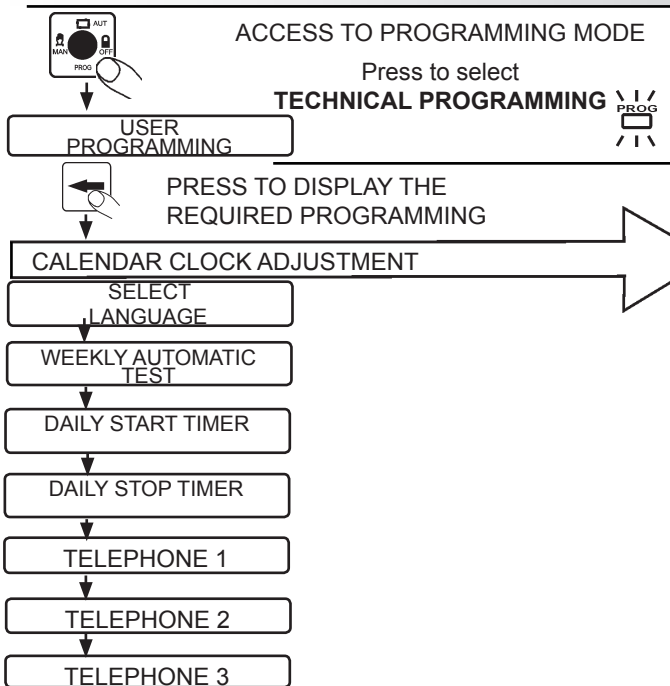 ACCESS TO PROGRAMMING MODE
AUT
MAN
OFF
PROG
Press to select
TECHNICAL PROGRAMMING
PROG
USER
PROGRAMMING
PRESS TO DISPLAY THE
REQUIRED PROGRAMMING
CALENDAR CLOCK ADJUSTMENT
SELECT
LANGUAGE
WEEKLY AUTOMATIC
TEST
DAILY START TIMER
DAILY STOP TIMER
TELEPHONE 1
TELEPHONE 2
TELEPHONE 3